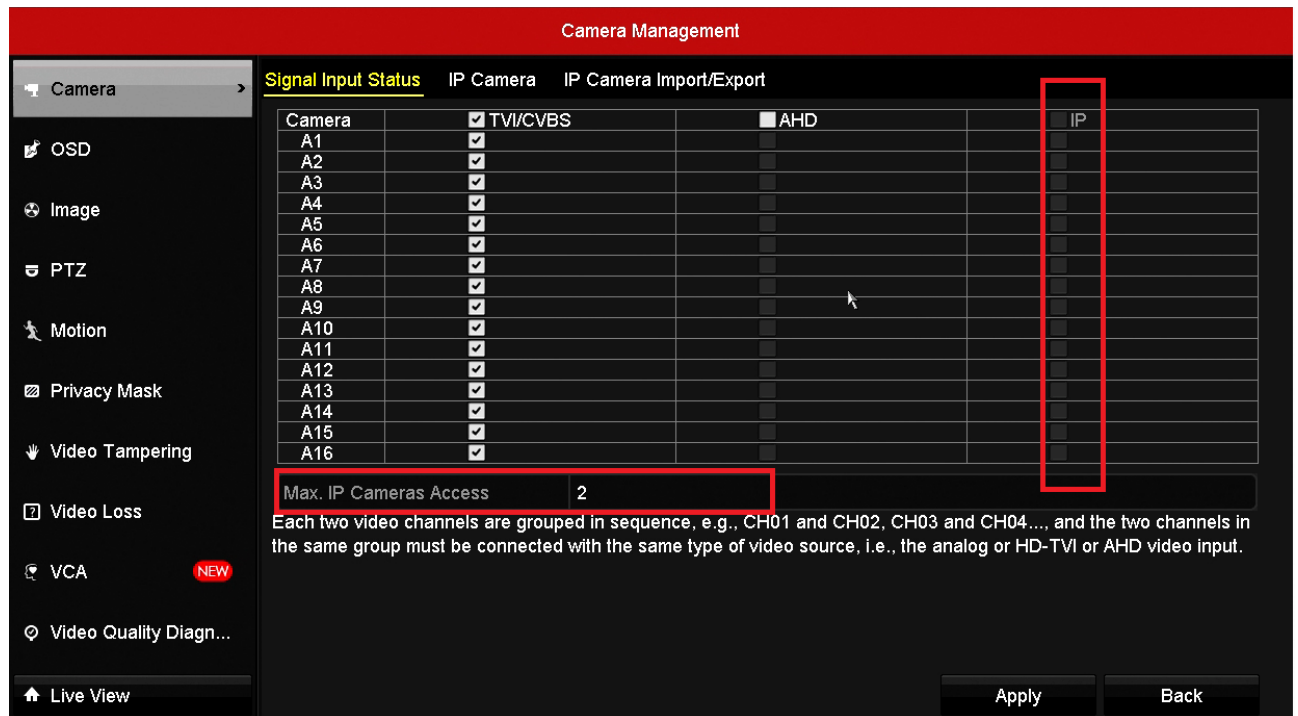 Camera Management
Camera
OSD
Image
PTZ
Motion
Privacy Mask
Video Tampering
Video Loss
VCA NEW
Video Quality Diagn...
Live View
Signal Input Status IP Camera IP Camera Import/Export
Camera TVI/CVBS AHD IP
A1
A2
A3
A4
A5
A6
A7
A8
A9
A10
A11
A12
A13
A14
A15
A16
Max. IP Cameras Access 2
Each two video channels are grouped in sequence, e.g., CH01 and CH02, CH03 and CH04..., and the two channels in
the same group must be connected with the same type of video source, i.e., the analog or HD-TVI or AHD video input.
Apply Back